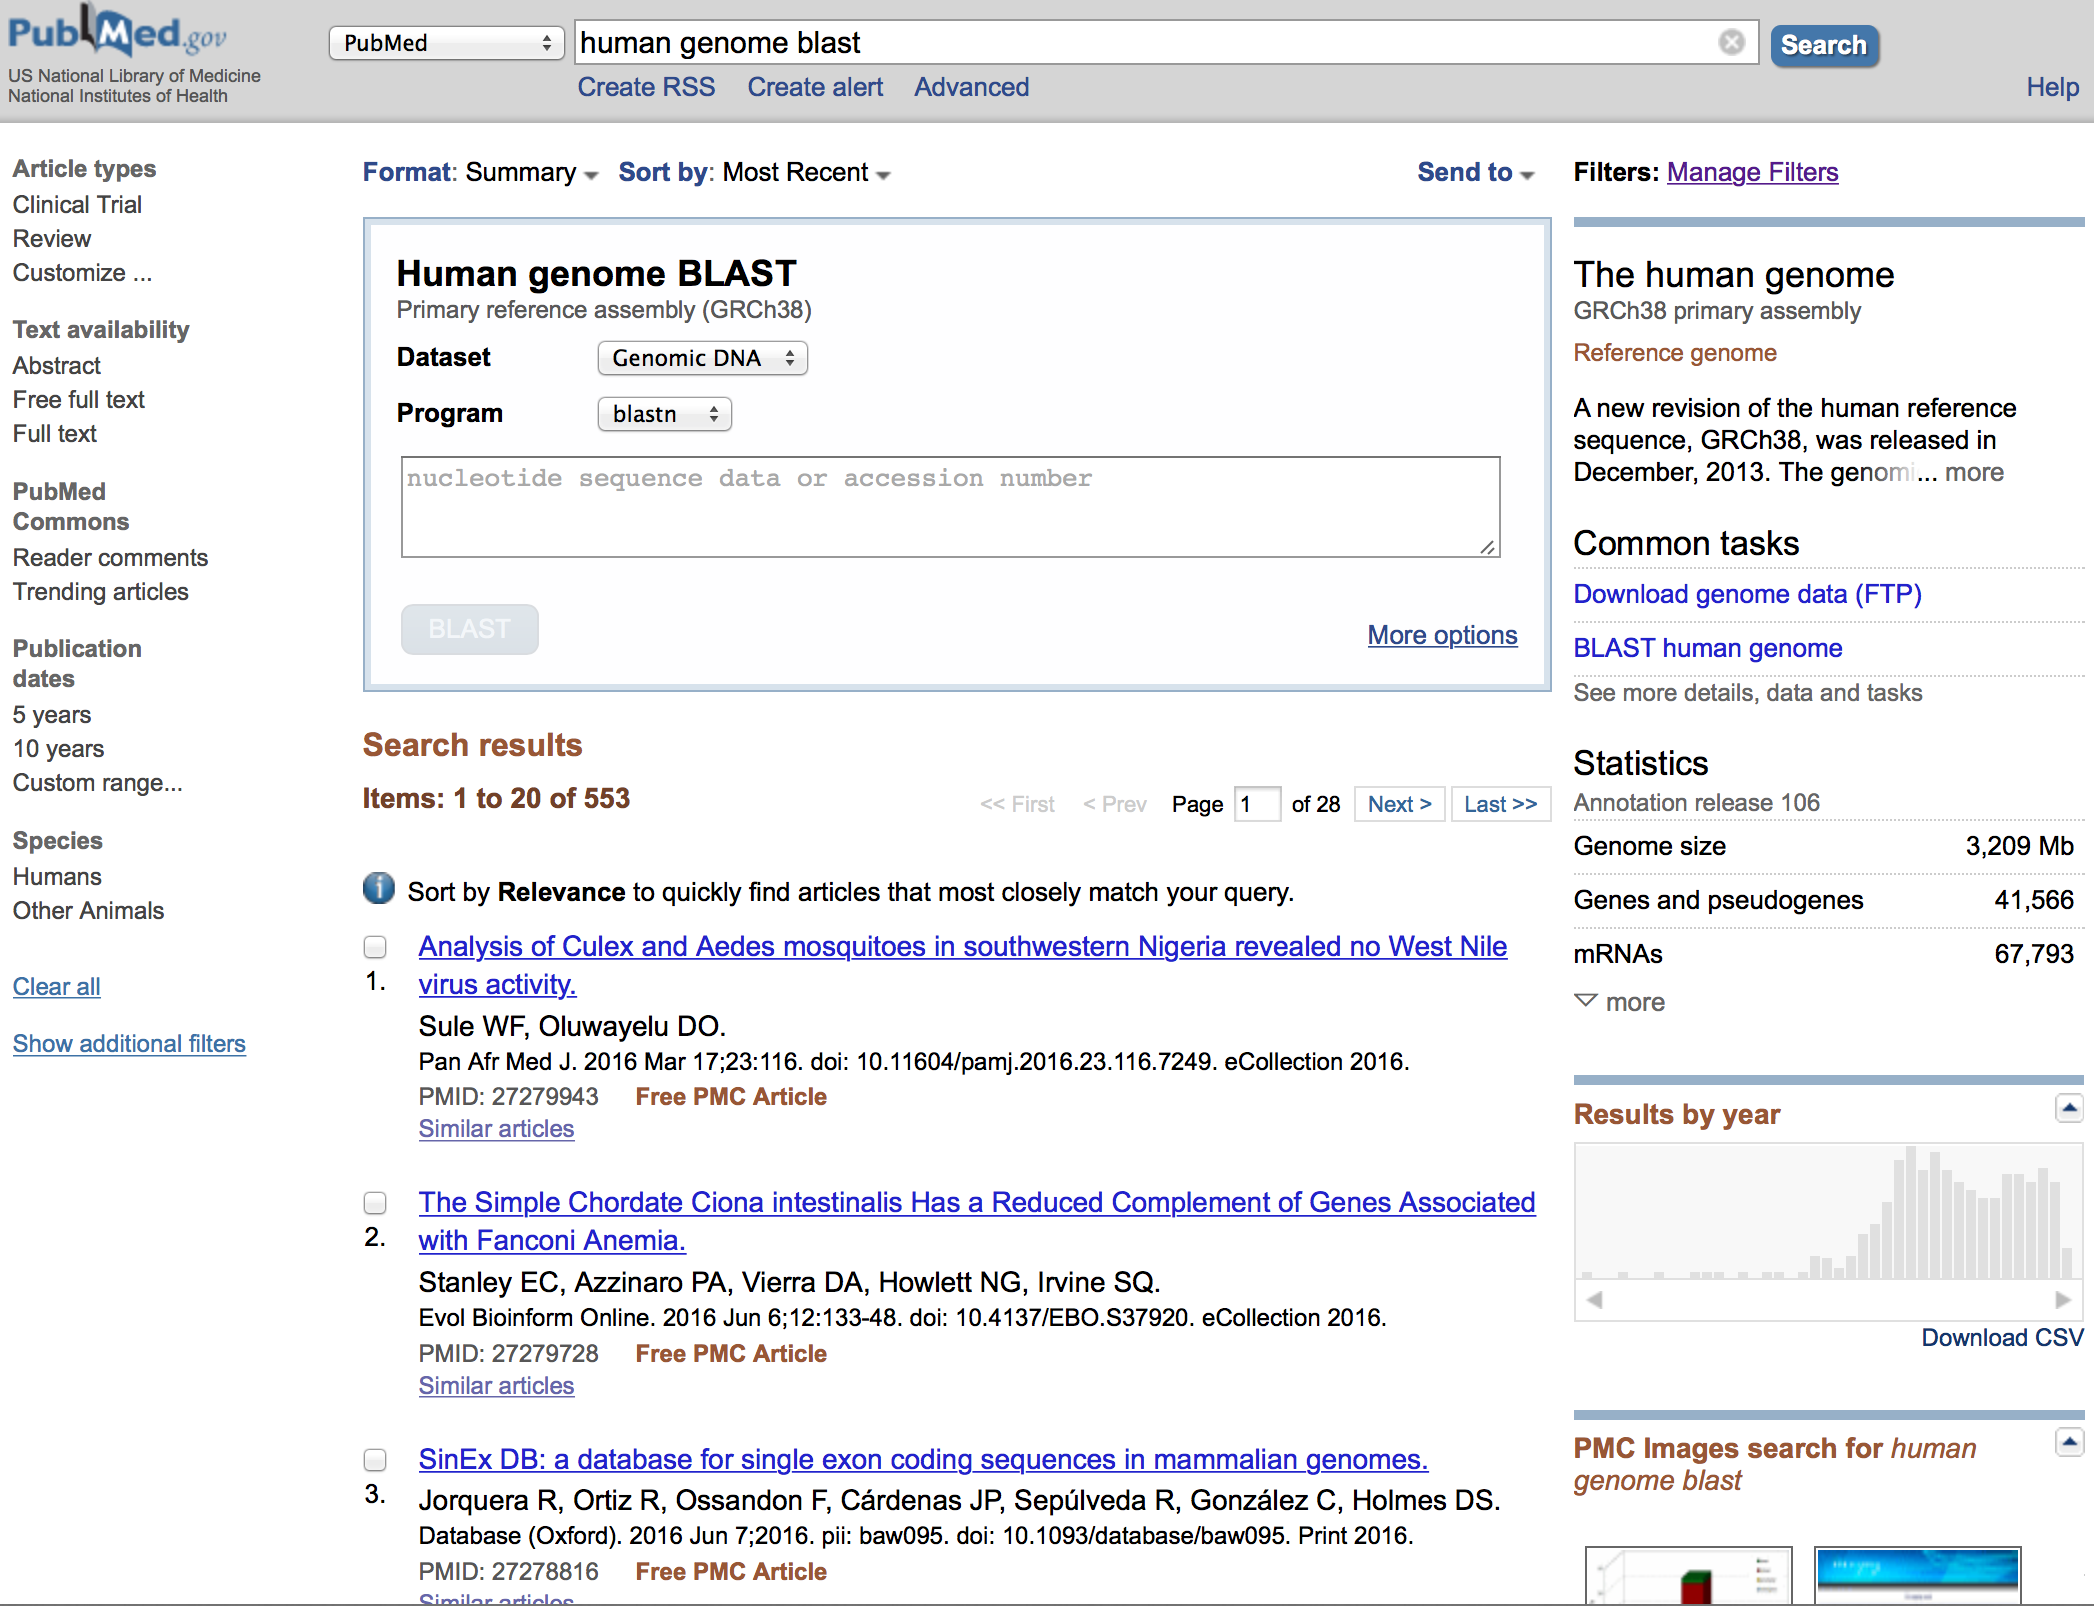 PubMed.gov
US National Library of Medicine
National Institutes of Health
PubMed
human genome blast
Search
Create RSS Create alert Advanced
Help
Article types
Clinical Trial
Review
Customize ...
Text availability
Abstract
Free full text
Full text
PubMed
Commons
Reader comments
Trending articles
Publication
dates
5 years
10 years
Custom range...
Species
Humans
Other Animals
Clear all
Show additional filters
Format: Summary Sort by: Most Recent
Send to
Human genome BLAST
Primary reference assembly (GRCh38)
Dataset Genomic DNA
Program blastn
nucleotide sequence data or accession number
BLAST
More options
Search results
Items: 1 to 20 of 553
<< First < Prev Page 1 of 28 Next > Last >>
Sort by Relevance to quickly find articles that most closely match your query.
Analysis of Culex and Aedes mosquitoes in southwestern Nigeria revealed no West Nile
1. virus activity.
Sule WF, Oluwayelu DO.
Pan Afr Med J. 2016 Mar 17;23:116. doi: 10.11604/pamj.2016.23.116.7249. eCollection 2016.
PMID: 27279943 Free PMC Article
Similar articles
The Simple Chordate Ciona intestinalis Has a Reduced Complement of Genes Associated
2. with Fanconi Anemia.
Stanley EC, Azzinaro PA, Vierra DA, Howlett NG, Irvine SQ.
Evol Bioinform Online. 2016 Jun 6;12:133-48. doi: 10.4137/EBO.S37920. eCollection 2016.
PMID: 27279728 Free PMC Article
Similar articles
SinEx DB: a database for single exon coding sequences in mammalian genomes.
3. Jorquera R, Ortiz R, Ossandon F, Cárdenas JP, Sepúlveda R, González C, Holmes DS.
Database (Oxford). 2016 Jun 7;2016. pii: baw095. doi: 10.1093/database/baw095. Print 2016.
PMID: 27278816 Free PMC Article
Similar articles
Filters: Manage Filters
The human genome
GRCh38 primary assembly
Reference genome
A new revision of the human reference
sequence, GRCh38, was released in
December, 2013. The genomi... more
Common tasks
Download genome data (FTP)
BLAST human genome
See more details, data and tasks
Statistics
Annotation release 106
Genome size 3,209 Mb
Genes and pseudogenes 41,566
mRNAs 67,793
more
Results by year
Download CSV
PMC Images search for human
genome blast